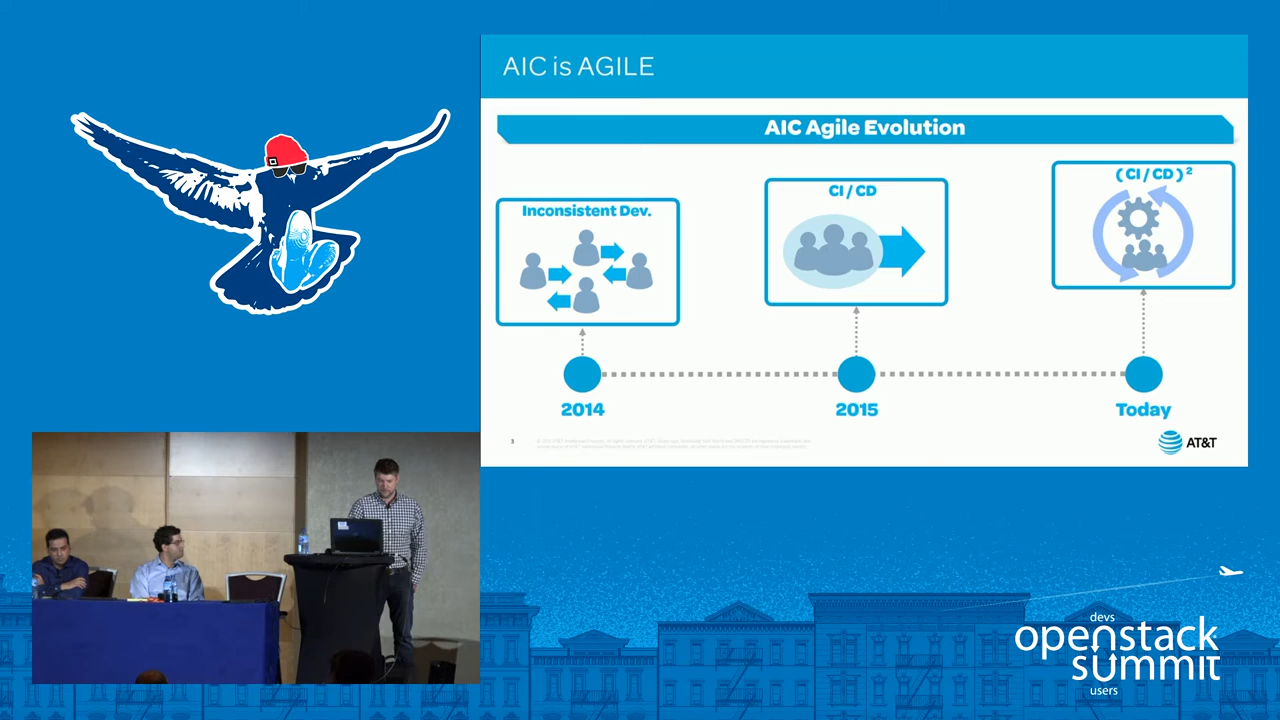 AIC is AGILE
AIC Agile Evolution
Inconsistent Dev.
CI / CD
( CI / CD )²
2014
2015
Today
3
AT&T
devs
openstack
summit
users